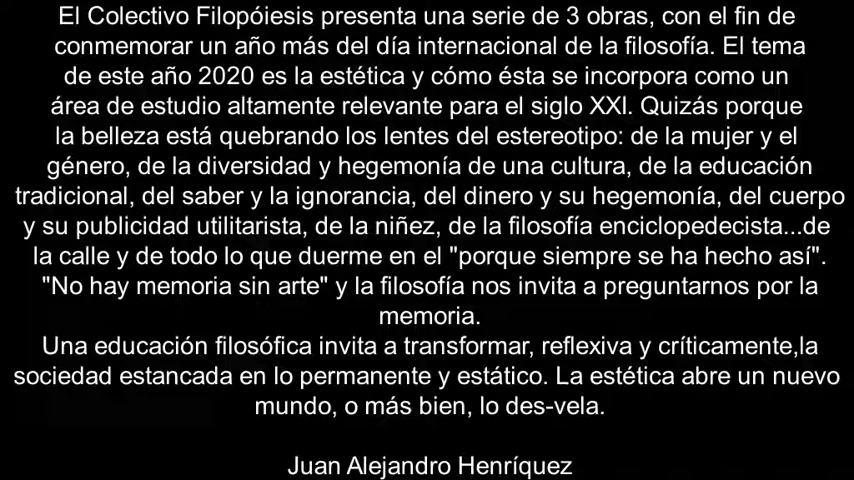 El Colectivo Filopóiesis presenta una serie de 3 obras, con el fin de
conmemorar un año más del día internacional de la filosofía. El tema
de este año 2020 es la estética y cómo ésta se incorpora como un
área de estudio altamente relevante para el siglo XXI. Quizás porque
la belleza está quebrando los lentes del estereotipo: de la mujer y el
género, de la diversidad y hegemonía de una cultura, de la educación
tradicional, del saber y la ignorancia, del dinero y su hegemonía, del cuerpo
y su publicidad utilitarista, de la niñez, de la filosofía enciclopedecista...de
la calle y de todo lo que duerme en el "porque siempre se ha hecho así".
"No hay memoria sin arte" y la filosofía nos invita a preguntarnos por la
memoria.
Una educación filosófica invita a transformar, reflexiva y críticamente,la
sociedad estancada en lo permanente y estático. La estética abre un nuevo
mundo, o más bien, lo des-vela.
Juan Alejandro Henríquez